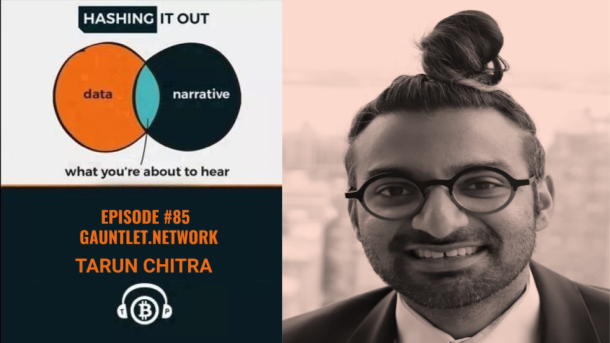 HASHING IT OUT
data
narrative
what you're about to hear
EPISODE #85
GAUNTLET.NETWORK
TARUN CHITRA
T ₿ P